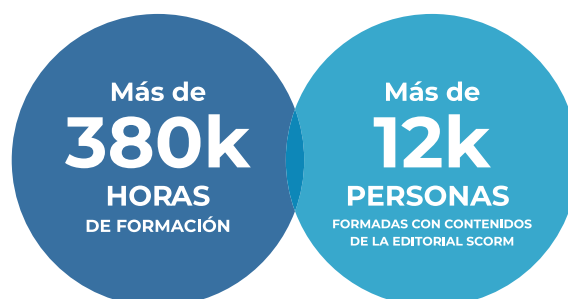 Más de
380k
HORAS
DE FORMACIÓN
Más de
12k
PERSONAS
FORMADAS CON CONTENIDOS
DE LA EDITORIAL SCORM